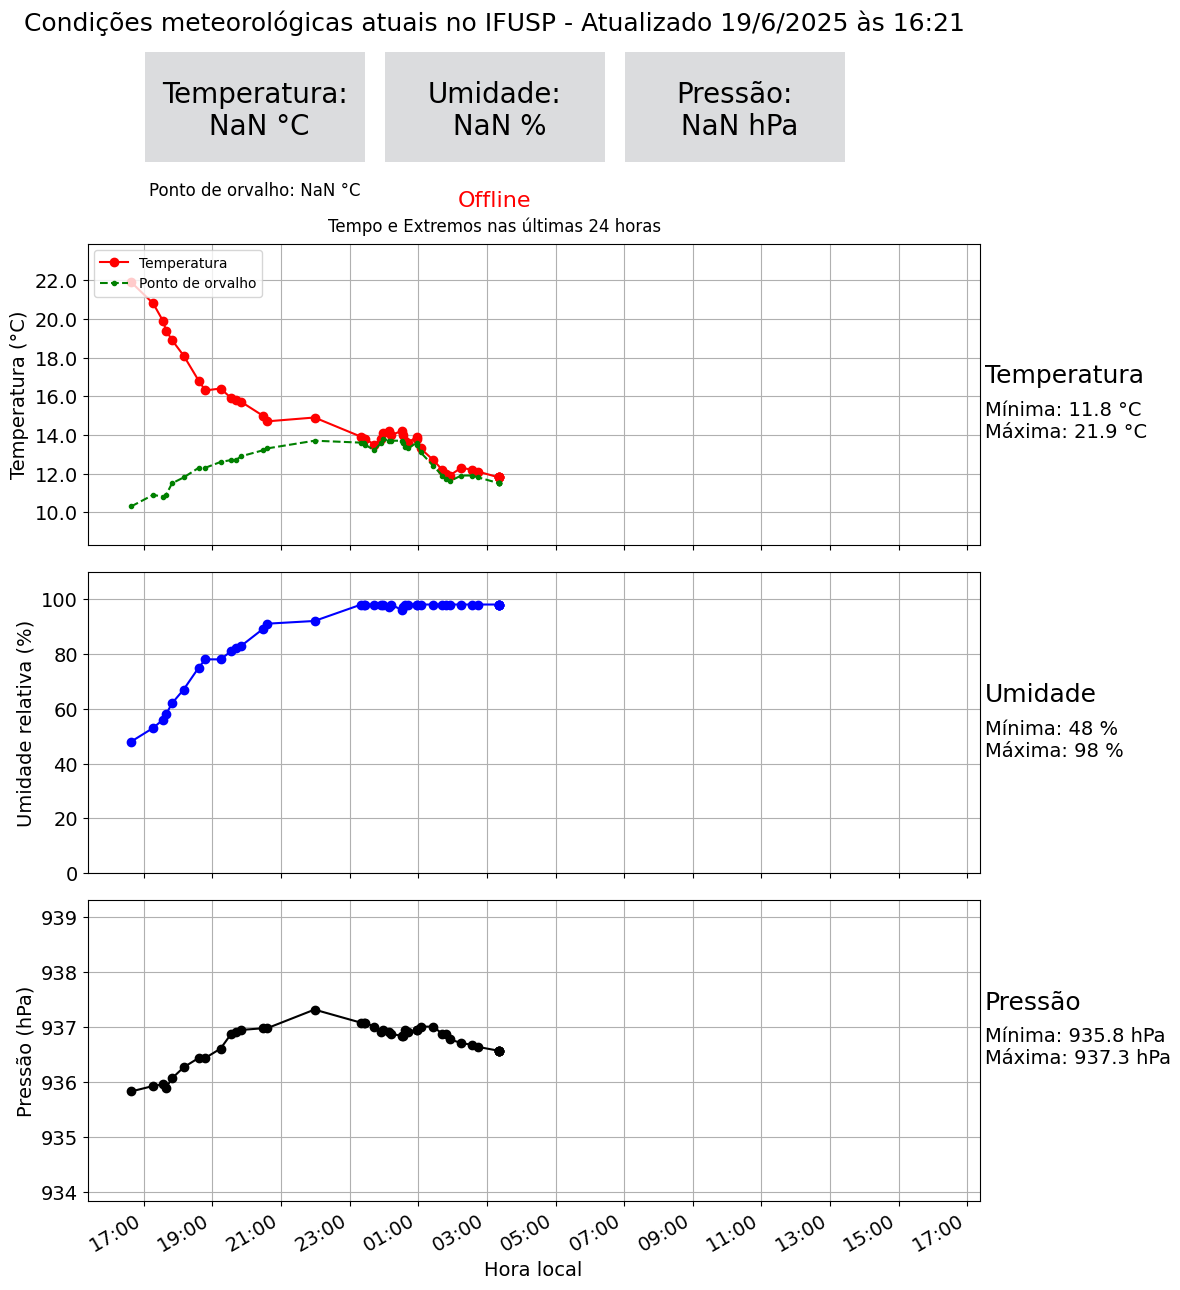 Condições meteorológicas atuais no IFUSP - Atualizado 19/6/2025 às 16:21
Temperatura:
NaN °C
Umidade:
NaN %
Pressão:
NaN hPa
Ponto de orvalho: NaN °C
Offline
Tempo e Extremos nas últimas 24 horas
Temperatura
Ponto de orvalho
Temperatura (°C)
22.0
20.0
18.0
16.0
14.0
12.0
10.0
Temperatura
Mínima: 11.8 °C
Máxima: 21.9 °C
Umidade relativa (%)
100
80
60
40
20
0
Umidade
Mínima: 48 %
Máxima: 98 %
Pressão (hPa)
939
938
937
936
935
934
Pressão
Mínima: 935.8 hPa
Máxima: 937.3 hPa
17:00 19:00 21:00 23:00 01:00 03:00 05:00 07:00 09:00 11:00 13:00 15:00 17:00
Hora local